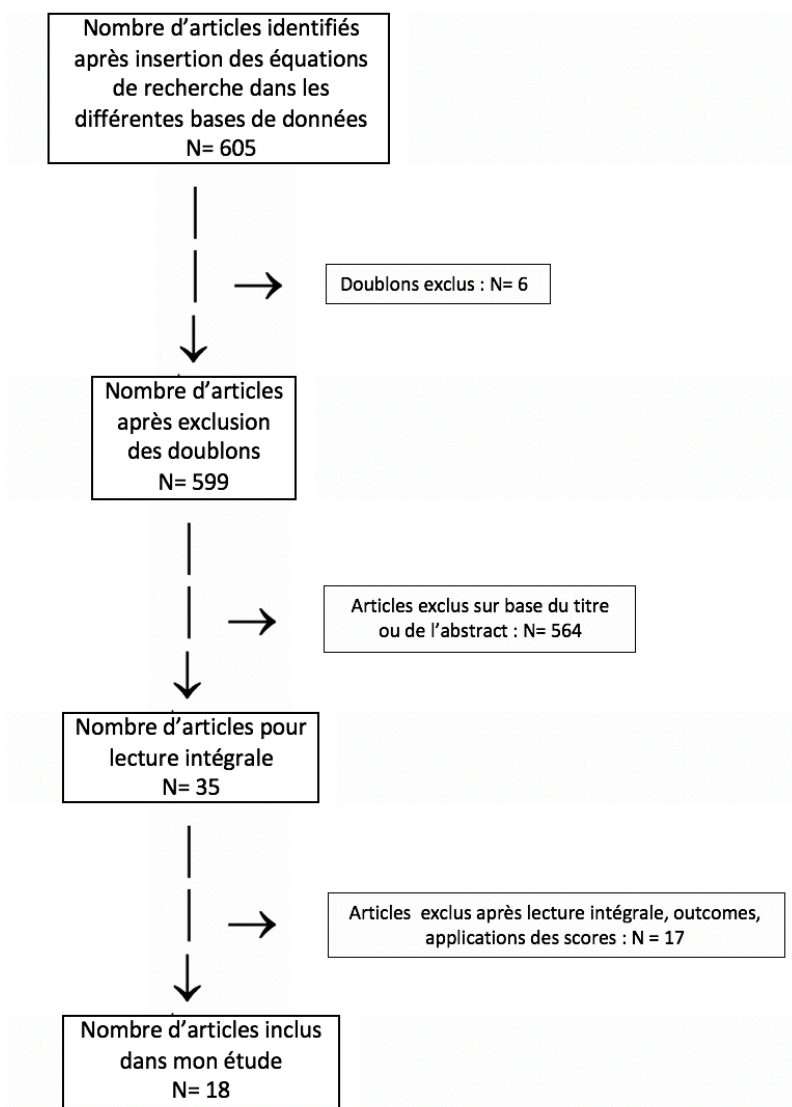 Nombre d’articles identifiés
après insertion des équations
de recherche dans les
différentes bases de données
N= 605
Doublons exclus : N= 6
Nombre d’articles
après exclusion
des doublons
N= 599
Articles exclus sur base du titre
ou de l’abstract : N= 564
Nombre d’articles pour
lecture intégrale
N= 35
Articles exclus après lecture intégrale, outcomes,
applications des scores : N = 17
Nombre d’articles inclus
dans mon étude
N= 18